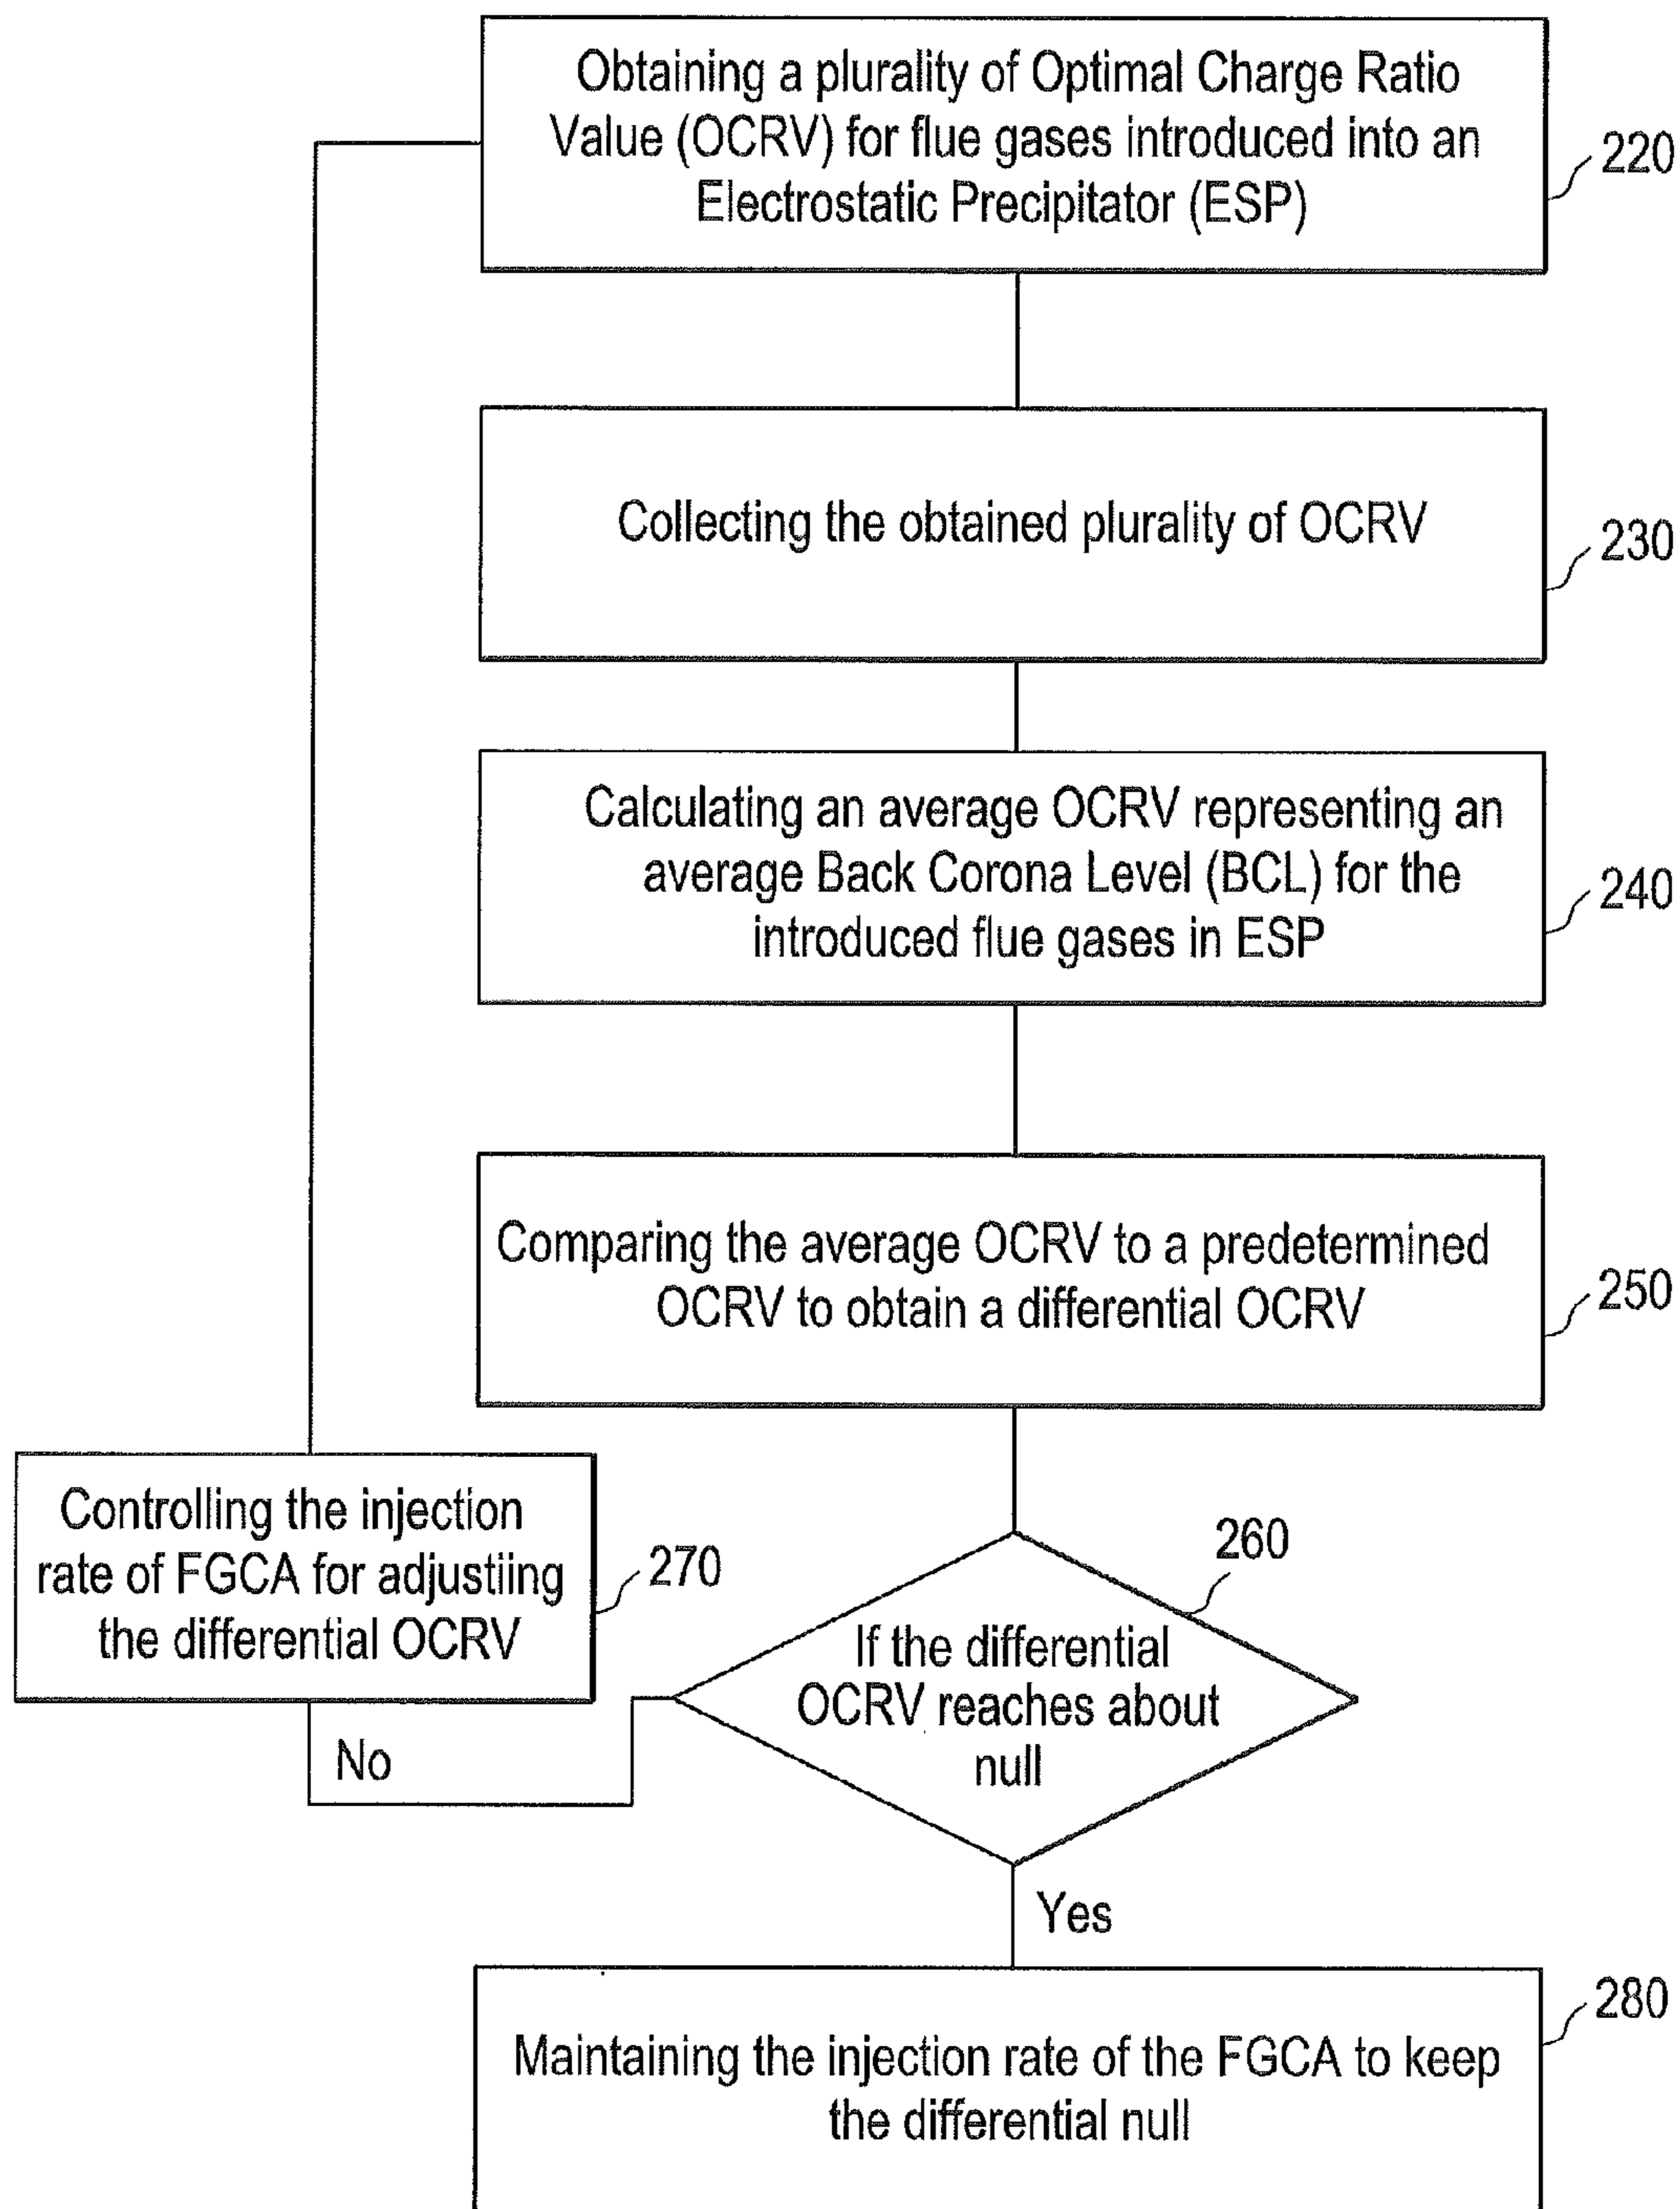 Obtaining a plurality of Optimal Charge Ratio
Value (OCRV) for flue gases introduced into an
Electrostatic Precipitator (ESP)
220
Collecting the obtained plurality of OCRV
230
Calculating an average OCRV representing an
average Back Corona Level (BCL) for the
introduced flue gases in ESP
240
Comparing the average OCRV to a predetermined
OCRV to obtain a differential OCRV
250
Controlling the injection
rate of FGCA for adjustiing
the differential OCRV
270
260
If the differential
OCRV reaches about
null
No
Yes
280
Maintaining the injection rate of the FGCA to keep
the differential null